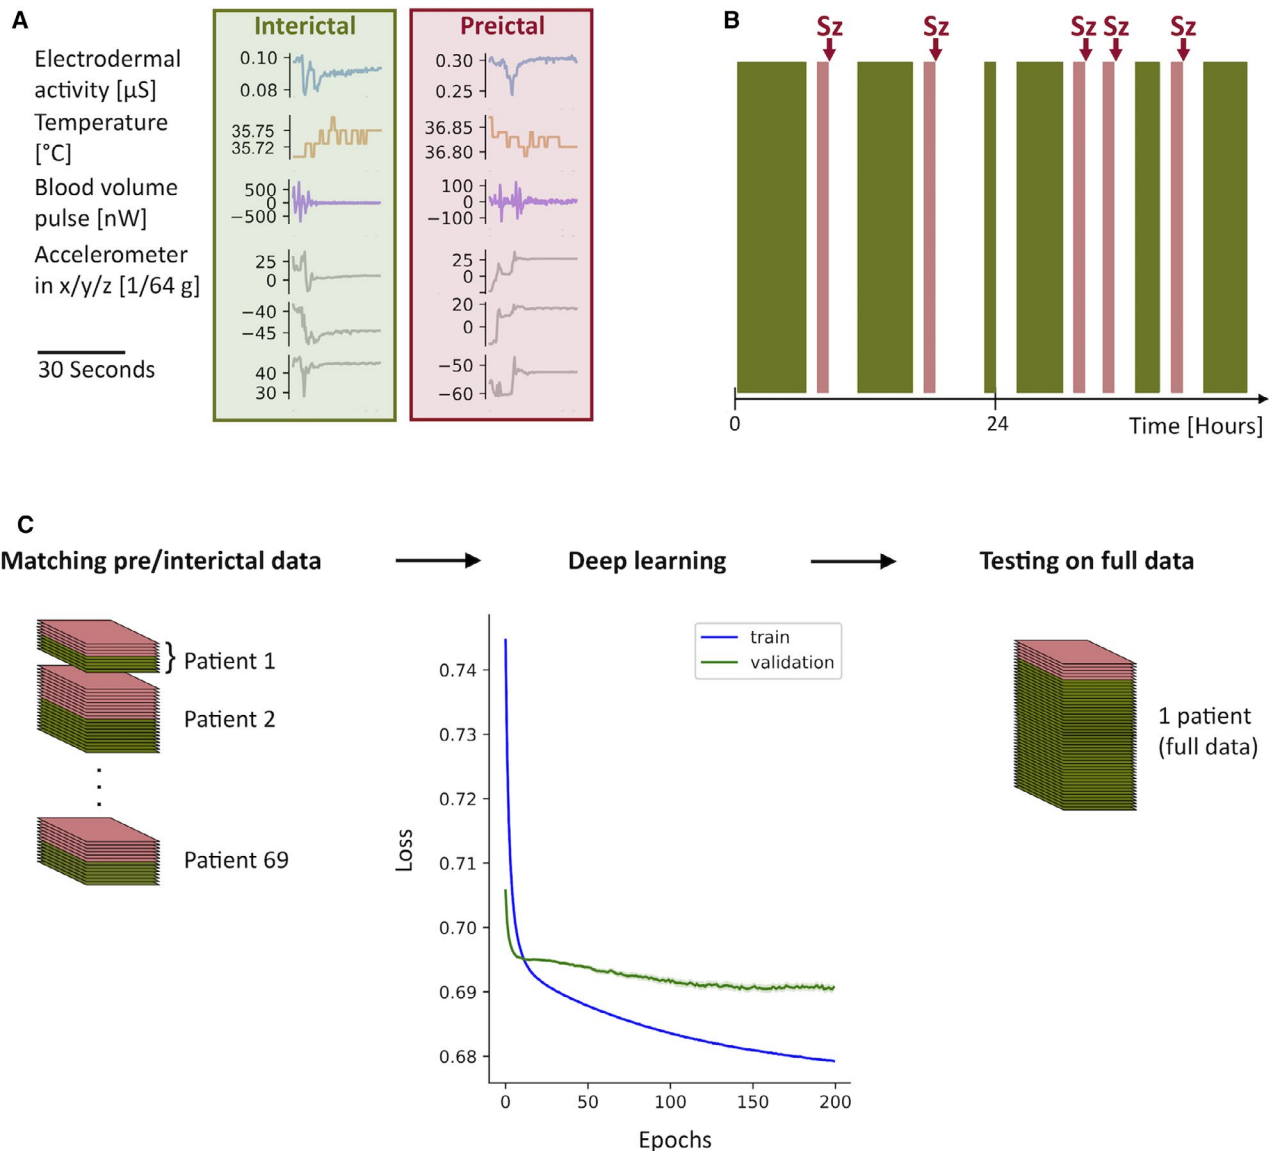 A
Interictal
Preictal
Electrodermal
activity [µS]
0.10
0.08
0.30
0.25
Temperature
[°C]
35.75
35.72
36.85
36.80
Blood volume
pulse [nW]
500
0
−500
100
0
−100
Accelerometer
in x/y/z [1/64 g]
25
0
25
0
−40
−45
20
0
40
30
−50
−60
30 Seconds
B
Sz
Sz
Sz
Sz
Sz
0
24
Time [Hours]
C
Matching pre/interictal data
Deep learning
Testing on full data
}
Patient 1
Patient 2
Patient 69
train
validation
0.74
0.73
0.72
0.71
0.70
0.69
0.68
Loss
0
50
100
150
200
Epochs
1 patient
(full data)